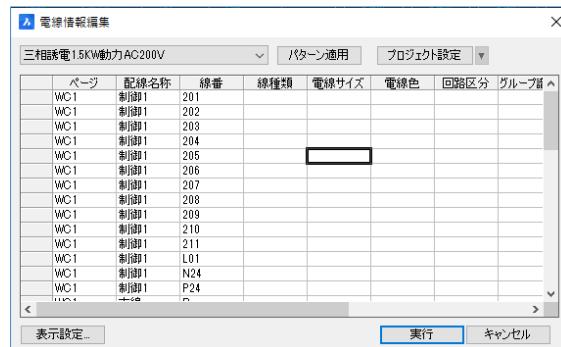 電線情報編集
三相誘電1.5KW動力AC200V パターン適用 プロジェクト設定
ページ 配線名称 線番 線種類 電線サイズ 電線色 回路区分 グループ
WC1 制御1 201
WC1 制御1 202
WC1 制御1 203
WC1 制御1 204
WC1 制御1 205
WC1 制御1 206
WC1 制御1 207
WC1 制御1 208
WC1 制御1 209
WC1 制御1 210
WC1 制御1 211
WC1 制御1 L01
WC1 制御1 N24
WC1 制御1 P24
表示設定... 実行 キャンセル